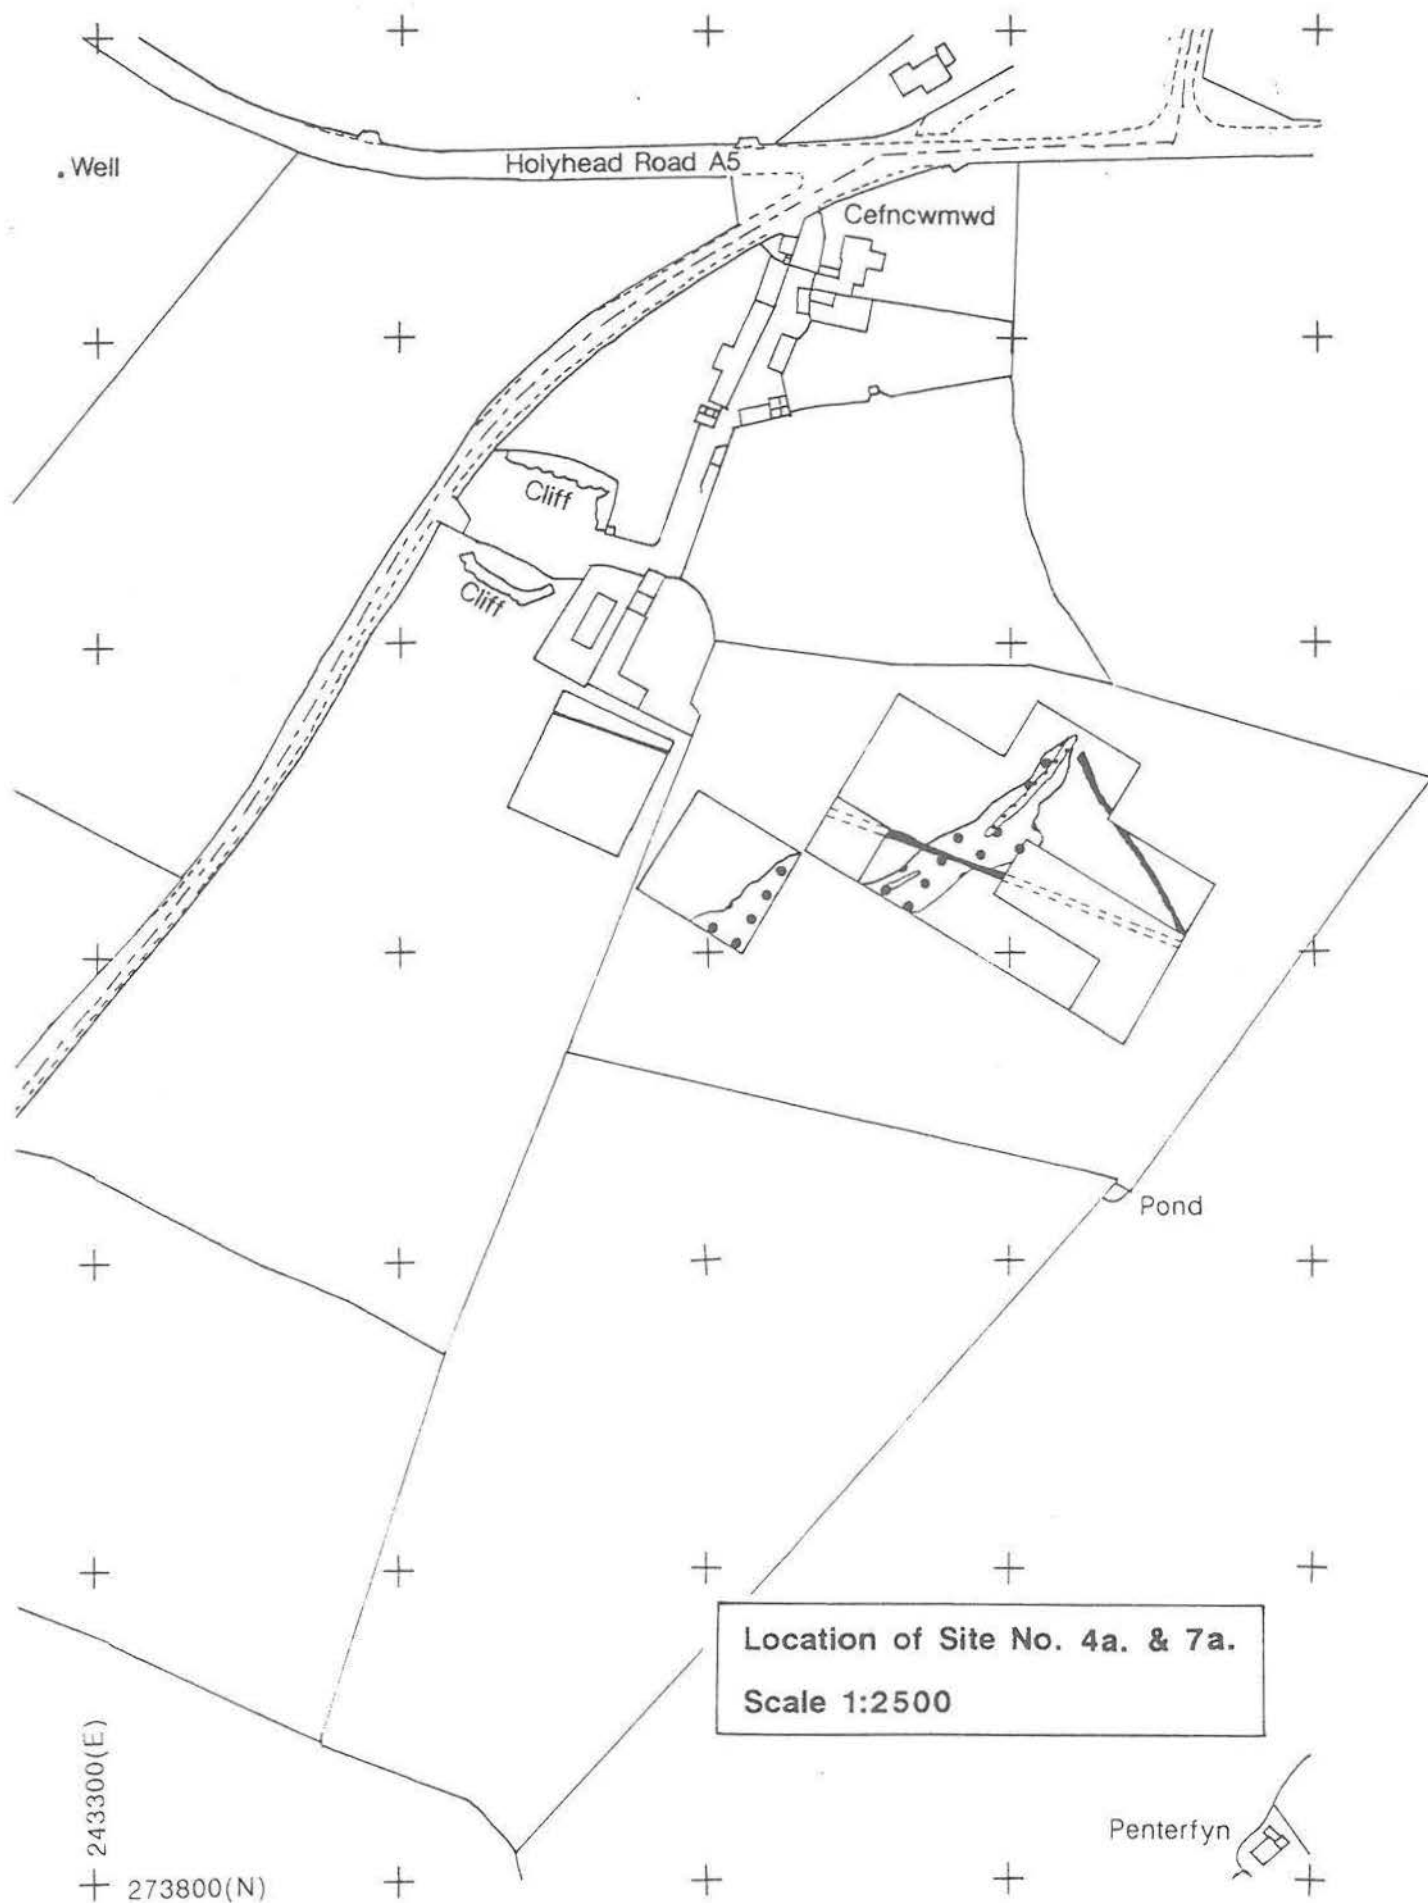 Well
Holyhead Road A5
Cefncwmwd
Cliff
Cliff
Pond
Location of Site No. 4a. & 7a.
Scale 1:2500
243300(E)
Penterfyn
273800(N)